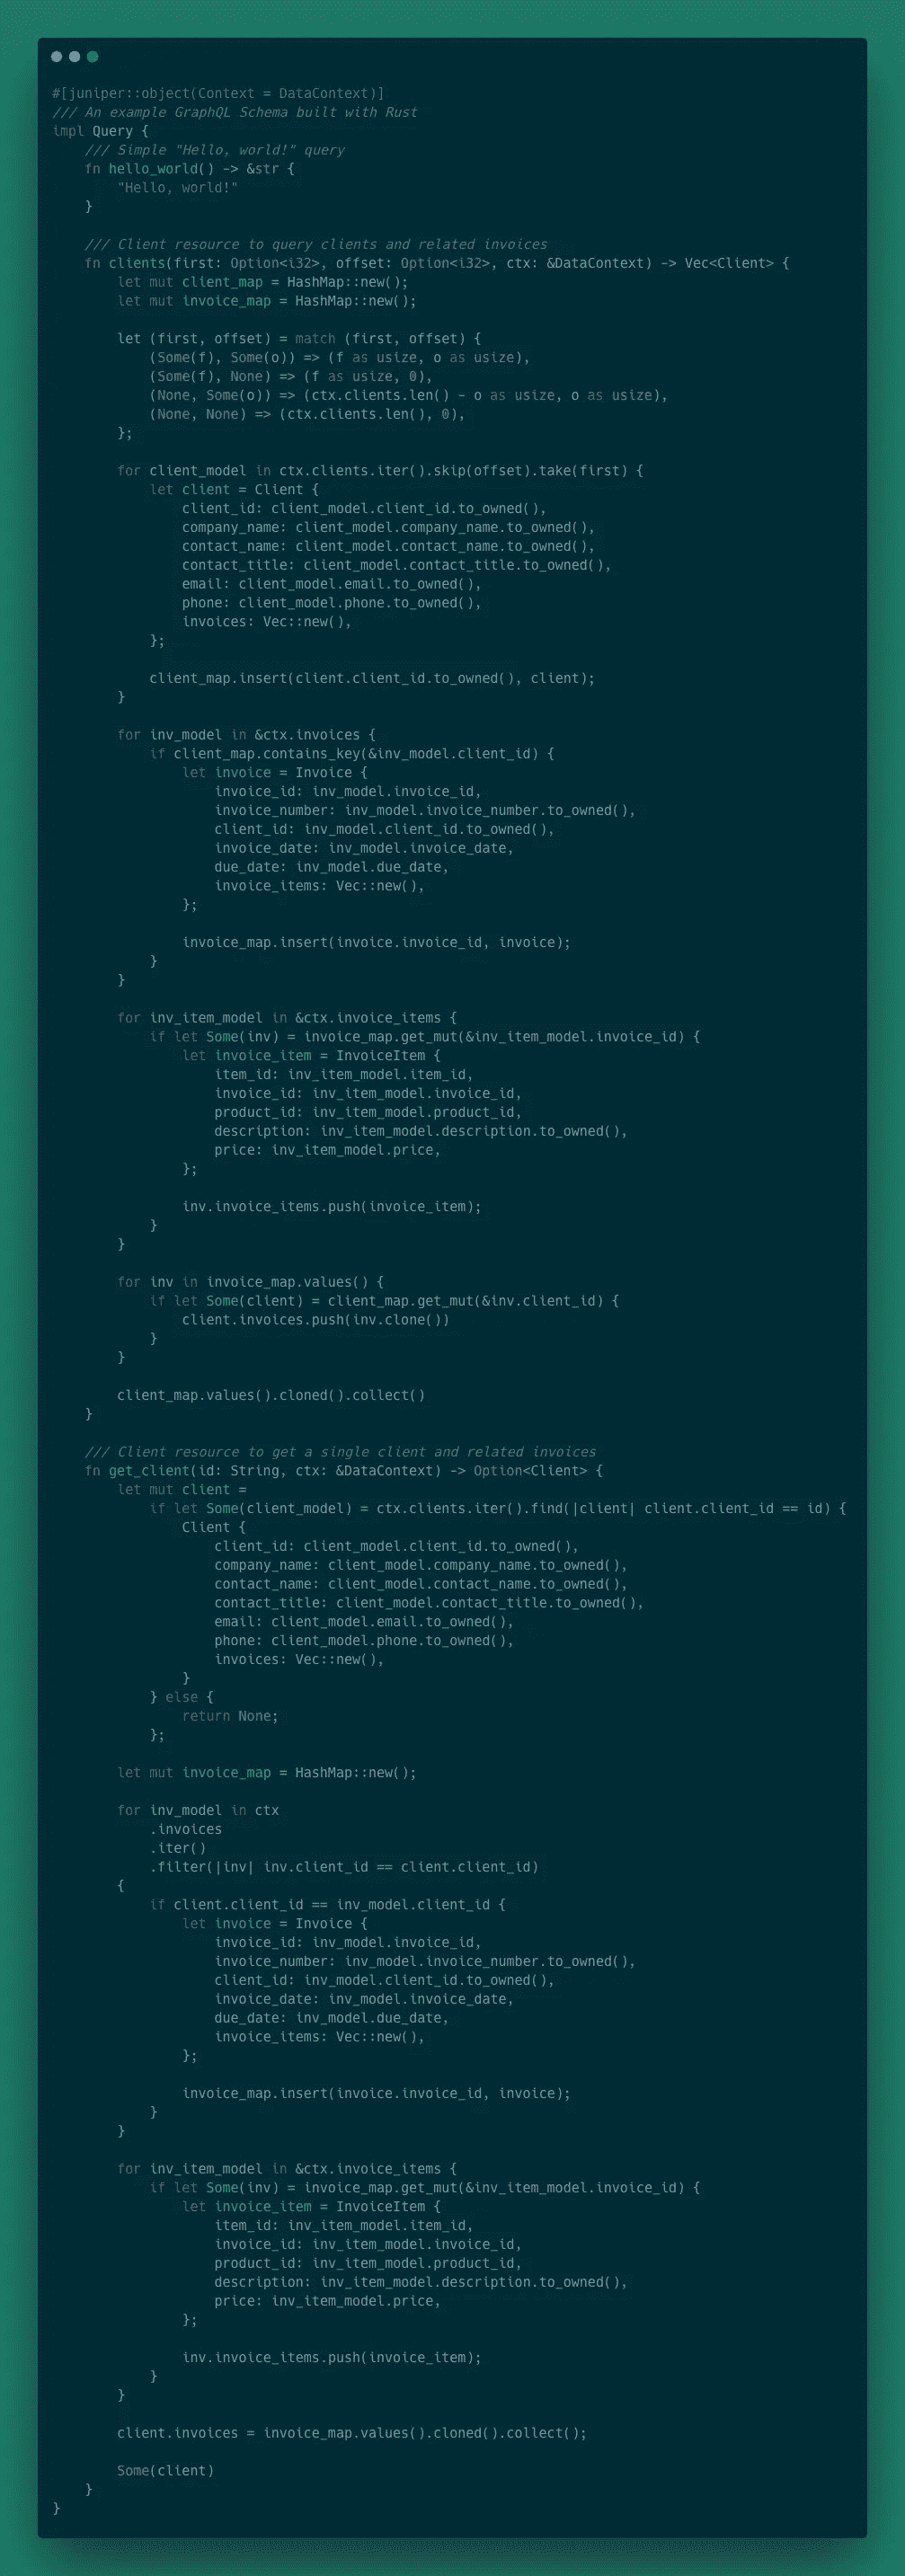 #[juniper::object(Context = DataContext)]
/// An example GraphQL Schema built with Rust
impl Query {
    /// Simple "Hello, world!" query
    fn hello_world() -> &str {
        "Hello, world!"
    }

    /// Client resource to query clients and related invoices
    fn clients(first: Option<i32>, offset: Option<i32>, ctx: &DataContext) -> Vec<Client> {
        let mut client_map = HashMap::new();
        let mut invoice_map = HashMap::new();

        let (first, offset) = match (first, offset) {
            (Some(f), Some(o)) => (f as usize, o as usize),
            (Some(f), None) => (f as usize, 0),
            (None, Some(o)) => (ctx.clients.len() - o as usize, o as usize),
            (None, None) => (ctx.clients.len(), 0),
        };

        for client_model in ctx.clients.iter().skip(offset).take(first) {
            let client = Client {
                client_id: client_model.client_id.to_owned(),
                company_name: client_model.company_name.to_owned(),
                contact_name: client_model.contact_name.to_owned(),
                contact_title: client_model.contact_title.to_owned(),
                email: client_model.email.to_owned(),
                phone: client_model.phone.to_owned(),
                invoices: Vec::new(),
            };

            client_map.insert(client.client_id.to_owned(), client);
        }

        for inv_model in &ctx.invoices {
            if client_map.contains_key(&inv_model.client_id) {
                let invoice = Invoice {
                    invoice_id: inv_model.invoice_id,
                    invoice_number: inv_model.invoice_number.to_owned(),
                    client_id: inv_model.client_id.to_owned(),
                    invoice_date: inv_model.invoice_date,
                    due_date: inv_model.due_date,
                    invoice_items: Vec::new(),
                };

                invoice_map.insert(invoice.invoice_id, invoice);
            }
        }

        for inv_item_model in &ctx.invoice_items {
            if let Some(inv) = invoice_map.get_mut(&inv_item_model.invoice_id) {
                let invoice_item = InvoiceItem {
                    item_id: inv_item_model.item_id,
                    invoice_id: inv_item_model.invoice_id,
                    product_id: inv_item_model.product_id,
                    description: inv_item_model.description.to_owned(),
                    price: inv_item_model.price,
                };

                inv.invoice_items.push(invoice_item);
            }
        }

        for inv in invoice_map.values() {
            if let Some(client) = client_map.get_mut(&inv.client_id) {
                client.invoices.push(inv.clone())
            }
        }

        client_map.values().cloned().collect()
    }

    /// Client resource to get a single client and related invoices
    fn get_client(id: String, ctx: &DataContext) -> Option<Client> {
        let mut client =
            if let Some(client_model) = ctx.clients.iter().find(|client| client.client_id == id) {
                Client {
                    client_id: client_model.client_id.to_owned(),
                    company_name: client_model.company_name.to_owned(),
                    contact_name: client_model.contact_name.to_owned(),
                    contact_title: client_model.contact_title.to_owned(),
                    email: client_model.email.to_owned(),
                    phone: client_model.phone.to_owned(),
                    invoices: Vec::new(),
                }
            } else {
                return None;
            };

        let mut invoice_map = HashMap::new();

        for inv_model in ctx
            .invoices
            .iter()
            .filter(|inv| inv.client_id == client.client_id)
        {
            if client.client_id == inv_model.client_id {
                let invoice = Invoice {
                    invoice_id: inv_model.invoice_id,
                    invoice_number: inv_model.invoice_number.to_owned(),
                    client_id: inv_model.client_id.to_owned(),
                    invoice_date: inv_model.invoice_date,
                    due_date: inv_model.due_date,
                    invoice_items: Vec::new(),
                };

                invoice_map.insert(invoice.invoice_id, invoice);
            }
        }

        for inv_item_model in &ctx.invoice_items {
            if let Some(inv) = invoice_map.get_mut(&inv_item_model.invoice_id) {
                let invoice_item = InvoiceItem {
                    item_id: inv_item_model.item_id,
                    invoice_id: inv_item_model.invoice_id,
                    product_id: inv_item_model.product_id,
                    description: inv_item_model.description.to_owned(),
                    price: inv_item_model.price,
                };

                inv.invoice_items.push(invoice_item);
            }
        }

        client.invoices = invoice_map.values().cloned().collect();

        Some(client)
    }
}